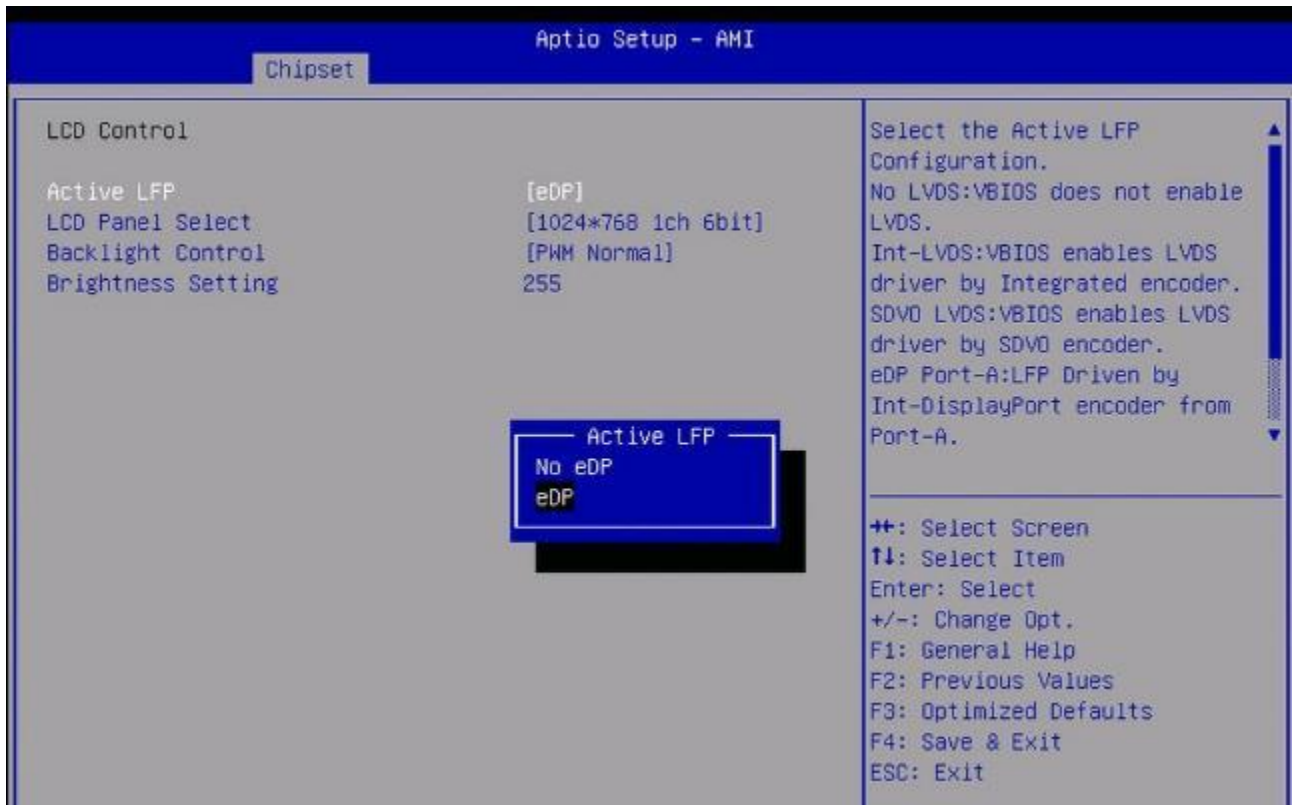 Aptio Setup - AMI
Chipset
LCD Control
Active LFP [eDP]
LCD Panel Select [1024*768 1ch 6bit]
Backlight Control [PWM Normal]
Brightness Setting 255
Active LFP
No eDP
eDP
Select the Active LFP
Configuration.
No LVDS:VBIOS does not enable
LVDS.
Int-LVDS:VBIOS enables LVDS
driver by Integrated encoder.
SDVO LVDS:VBIOS enables LVDS
driver by SDVO encoder.
eDP Port-A:LFP Driven by
Int-DisplayPort encoder from
Port-A.
→←: Select Screen
↑↓: Select Item
Enter: Select
+/-: Change Opt.
F1: General Help
F2: Previous Values
F3: Optimized Defaults
F4: Save & Exit
ESC: Exit